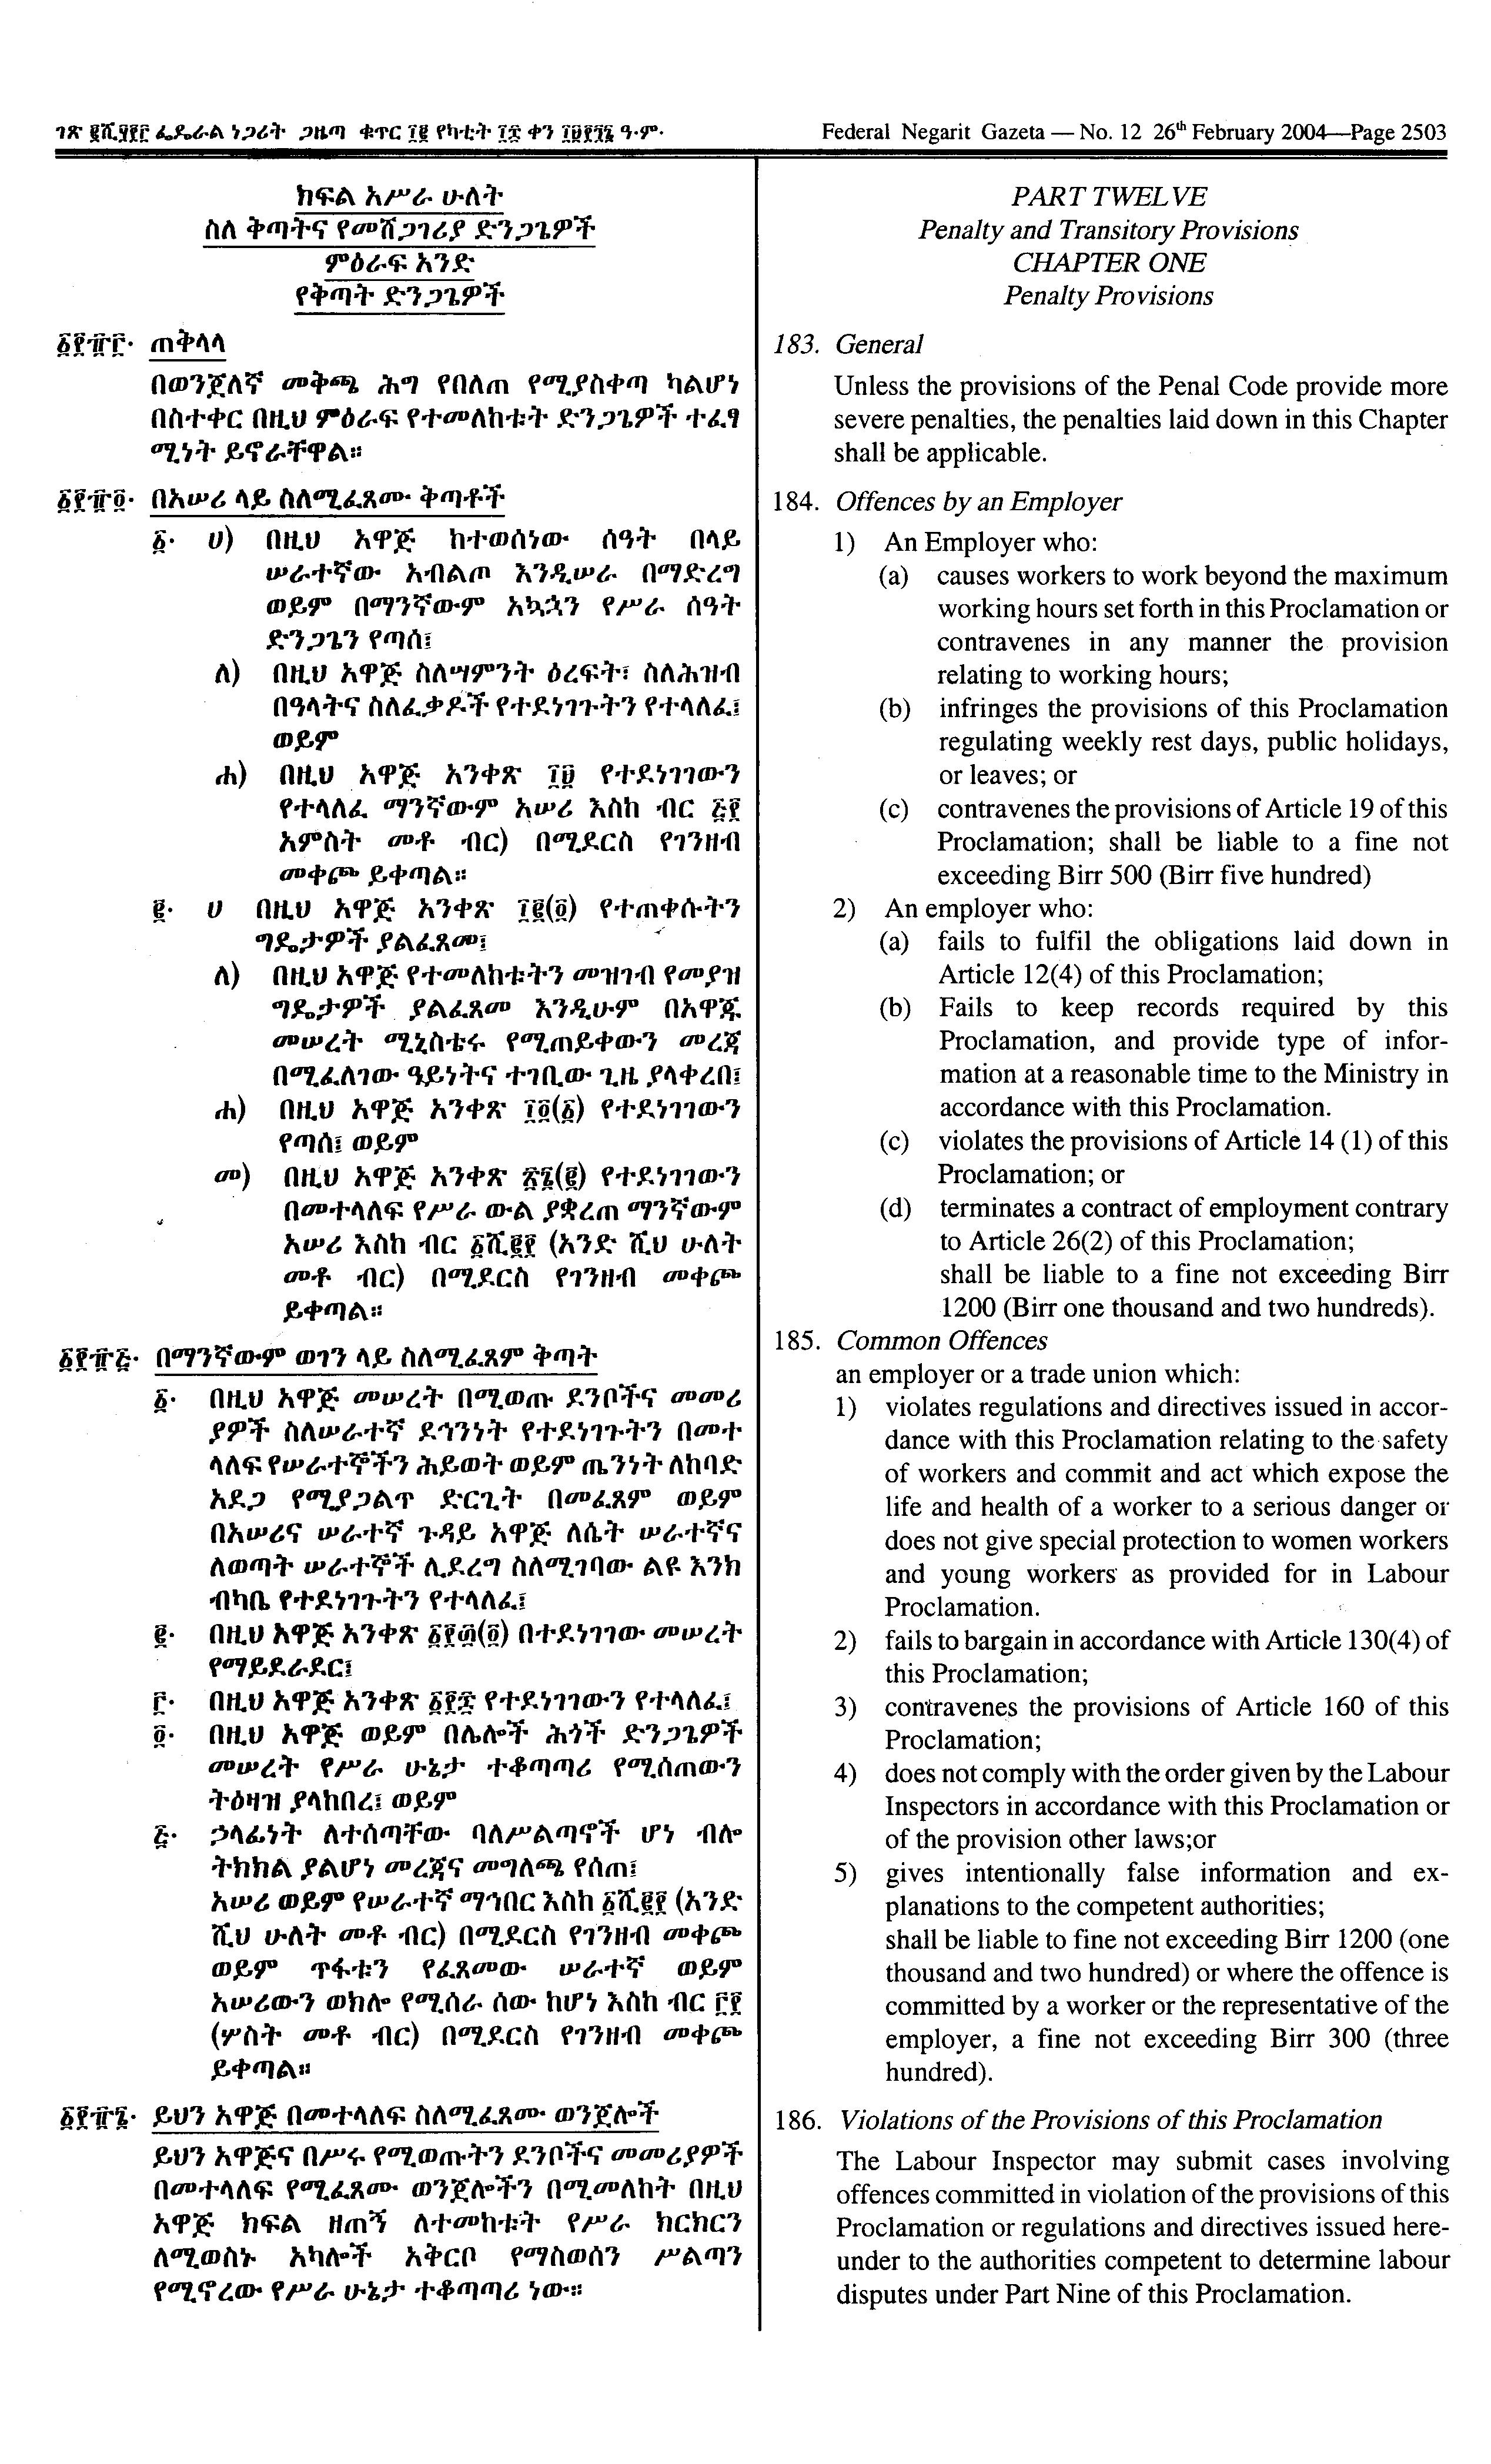 ገጽ ፪ሺ፭፻፫ ፌዴራል ነጋሪት ጋዜጣ ቁጥር ፲፪ የካቲት ፲፰ ቀን ፲፱፻፺፮ ዓ·ም·
Federal Negarit Gazeta — No. 12 26th February 2004—Page 2503
ክፍል አሥራ ሁለት
ስለ ቅጣትና የመሸጋገሪያ ድንጋጌዎች
ምዕራፍ አንድ
የቅጣት ድንጋጌዎች
፩፻፹፫· ጠቅላላ
በወንጀለኛ መቅጫ ሕግ የበለጠ የሚያስቀጣ ካልሆነ
በስተቀር በዚህ ምዕራፍ የተመለከቱት ድንጋጌዎች ተፈፃ
ሚነት ይኖራቸዋል።
፩፻፹፬· በአሠሪ ላይ ስለሚፈጸሙ ቅጣቶች
፩· ሀ) በዚህ አዋጅ ከተወሰነው ሰዓት በላይ
ሠራተኛው አብልጦ እንዲሠራ በማድረግ
ወይም በማንኛውም አኳኋን የሥራ ሰዓት
ድንጋጌን የጣሰ፤
ለ) በዚህ አዋጅ ስለሣምንት ዕረፍት፣ ስለሕዝብ
በዓላትና ስለፈቃዶች የተደነገጉትን የተላለፈ፤
ወይም
ሐ) በዚህ አዋጅ አንቀጽ ፲፱ የተደነገገውን
የተላለፈ ማንኛውም አሠሪ እስከ ብር ፭፻
አምስት መቶ ብር) በሚደርስ የገንዘብ
መቀጮ ይቀጣል።
፪· ሀ በዚህ አዋጅ አንቀጽ ፲፪(፬) የተጠቀሱትን
ግዴታዎች ያልፈጸመ፤
ለ) በዚህ አዋጅ የተመለከቱትን መዝገብ የመያዝ
ግዴታዎች ያልፈጸመ እንዲሁም በአዋጁ
መሠረት ሚኒስቴሩ የሚጠይቀውን መረጃ
በሚፈለገው ዓይነትና ተገቢው ጊዜ ያላቀረበ፤
ሐ) በዚህ አዋጅ አንቀጽ ፲፬(፩) የተደነገገውን
የጣሰ፤ ወይም
መ) በዚህ አዋጅ አንቀጽ ፳፮(፪) የተደነገገውን
በመተላለፍ የሥራ ውል ያቋረጠ ማንኛውም
አሠሪ እስከ ብር ፩ሺ፪፻ (አንድ ሺህ ሁለት
መቶ ብር) በሚደርስ የገንዘብ መቀጮ
ይቀጣል።
፩፻፹፭· በማንኛውም ወገን ላይ ስለሚፈጸም ቅጣት
፩· በዚህ አዋጅ መሠረት በሚወጡ ደንቦችና መመሪ
ያዎች ስለሠራተኛ ደኅንነት የተደነገጉትን በመተ
ላለፍ የሠራተኞችን ሕይወት ወይም ጤንነት ለከባድ
አደጋ የሚያጋልጥ ድርጊት በመፈጸም ወይም
በአሠሪና ሠራተኛ ጉዳይ አዋጅ ለሴት ሠራተኛና
ለወጣት ሠራተኞች ሊደረግ ስለሚገባው ልዩ እንክ
ብካቤ የተደነገጉትን የተላለፈ፤
፪· በዚህ አዋጅ አንቀጽ ፩፻፴(፬) በተደነገገው መሠረት
የማይደራደር፤
፫· በዚህ አዋጅ አንቀጽ ፩፻፷ የተደነገገውን የተላለፈ፤
፬· በዚህ አዋጅ ወይም በሌሎች ሕጎች ድንጋጌዎች
መሠረት የሥራ ሁኔታ ተቆጣጣሪ የሚሰጠውን
ትዕዛዝ ያላከበረ፤ ወይም
፭· ኃላፊነት ለተሰጣቸው ባለሥልጣኖች ሆነ ብሎ
ትክክል ያልሆነ መረጃና መግለጫ የሰጠ፤
አሠሪ ወይም የሠራተኛ ማኅበር እስከ ፩ሺ፪፻ (አንድ
ሺህ ሁለት መቶ ብር) በሚደርስ የገንዘብ መቀጮ
ወይም ጥፋቱን የፈጸመው ሠራተኛ ወይም
አሠሪውን ወክሎ የሚሰራ ሰው ከሆነ እስከ ብር ፫፻
(ሦስት መቶ ብር) በሚደርስ የገንዘብ መቀጮ
ይቀጣል።
፩፻፹፮· ይህን አዋጅ በመተላለፍ ስለሚፈጸሙ ወንጀሎች
ይህን አዋጅና በሥሩ የሚወጡትን ደንቦችና መመሪያዎች
በመተላለፍ የሚፈጸሙ ወንጀሎችን በሚመለከት በዚህ
አዋጅ ክፍል ዘጠኝ ለተመከቱት የሥራ ክርክርን
ለሚወስኑ አካሎች አቅርቦ የማስወሰን ሥልጣን
የሚኖረው የሥራ ሁኔታ ተቆጣጣሪ ነው።
PART TWELVE
Penalty and Transitory Provisions
CHAPTER ONE
Penalty Provisions
183. General
Unless the provisions of the Penal Code provide more
severe penalties, the penalties laid down in this Chapter
shall be applicable.
184. Offences by an Employer
1) An Employer who:
(a) causes workers to work beyond the maximum
working hours set forth in this Proclamation or
contravenes in any manner the provision
relating to working hours;
(b) infringes the provisions of this Proclamation
regulating weekly rest days, public holidays,
or leaves; or
(c) contravenes the provisions of Article 19 of this
Proclamation; shall be liable to a fine not
exceeding Birr 500 (Birr five hundred)
2) An employer who:
(a) fails to fulfil the obligations laid down in
Article 12(4) of this Proclamation;
(b) Fails to keep records required by this
Proclamation, and provide type of infor-
mation at a reasonable time to the Ministry in
accordance with this Proclamation.
(c) violates the provisions of Article 14 (1) of this
Proclamation; or
(d) terminates a contract of employment contrary
to Article 26(2) of this Proclamation;
shall be liable to a fine not exceeding Birr
1200 (Birr one thousand and two hundreds).
185. Common Offences
an employer or a trade union which:
1) violates regulations and directives issued in accor-
dance with this Proclamation relating to the safety
of workers and commit and act which expose the
life and health of a worker to a serious danger or
does not give special protection to women workers
and young workers as provided for in Labour
Proclamation.
2) fails to bargain in accordance with Article 130(4) of
this Proclamation;
3) contravenes the provisions of Article 160 of this
Proclamation;
4) does not comply with the order given by the Labour
Inspectors in accordance with this Proclamation or
of the provision other laws;or
5) gives intentionally false information and ex-
planations to the competent authorities;
shall be liable to fine not exceeding Birr 1200 (one
thousand and two hundred) or where the offence is
committed by a worker or the representative of the
employer, a fine not exceeding Birr 300 (three
hundred).
186. Violations of the Provisions of this Proclamation
The Labour Inspector may submit cases involving
offences committed in violation of the provisions of this
Proclamation or regulations and directives issued here-
under to the authorities competent to determine labour
disputes under Part Nine of this Proclamation.